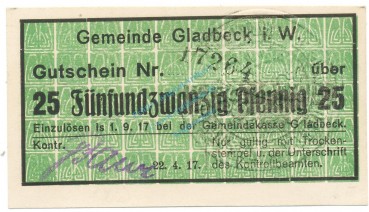 Gemeinde Gladbeck i. W.
Gutschein Nr. 17264 über
25 Fünfundzwanzig Pfennig 25
Einzulösen ls 1. 9. 17 bei der Gemeindekasse Gladbeck.
Kontr. Nur gültig mit Trocken-
stempel u. der Unterschrift
22. 4. 17. des Kontrollbeamten.